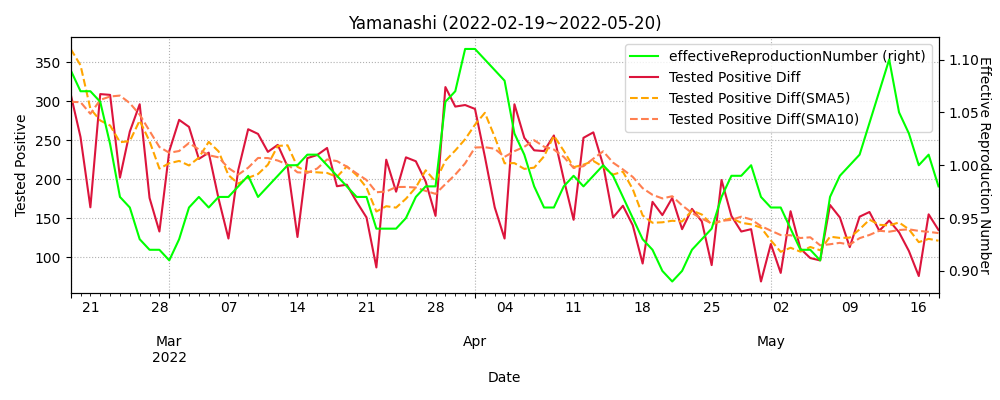 Yamanashi (2022-02-19~2022-05-20)
effectiveReproductionNumber (right)
Tested Positive Diff
Tested Positive Diff(SMA5)
Tested Positive Diff(SMA10)
Tested Positive
350
300
250
200
150
100
1.10
1.05
1.00
0.95
0.90
Effective Reproduction Number
21 28 07 14 21 28 04 11 18 25 02 09 16
Mar Apr May
2022
Date